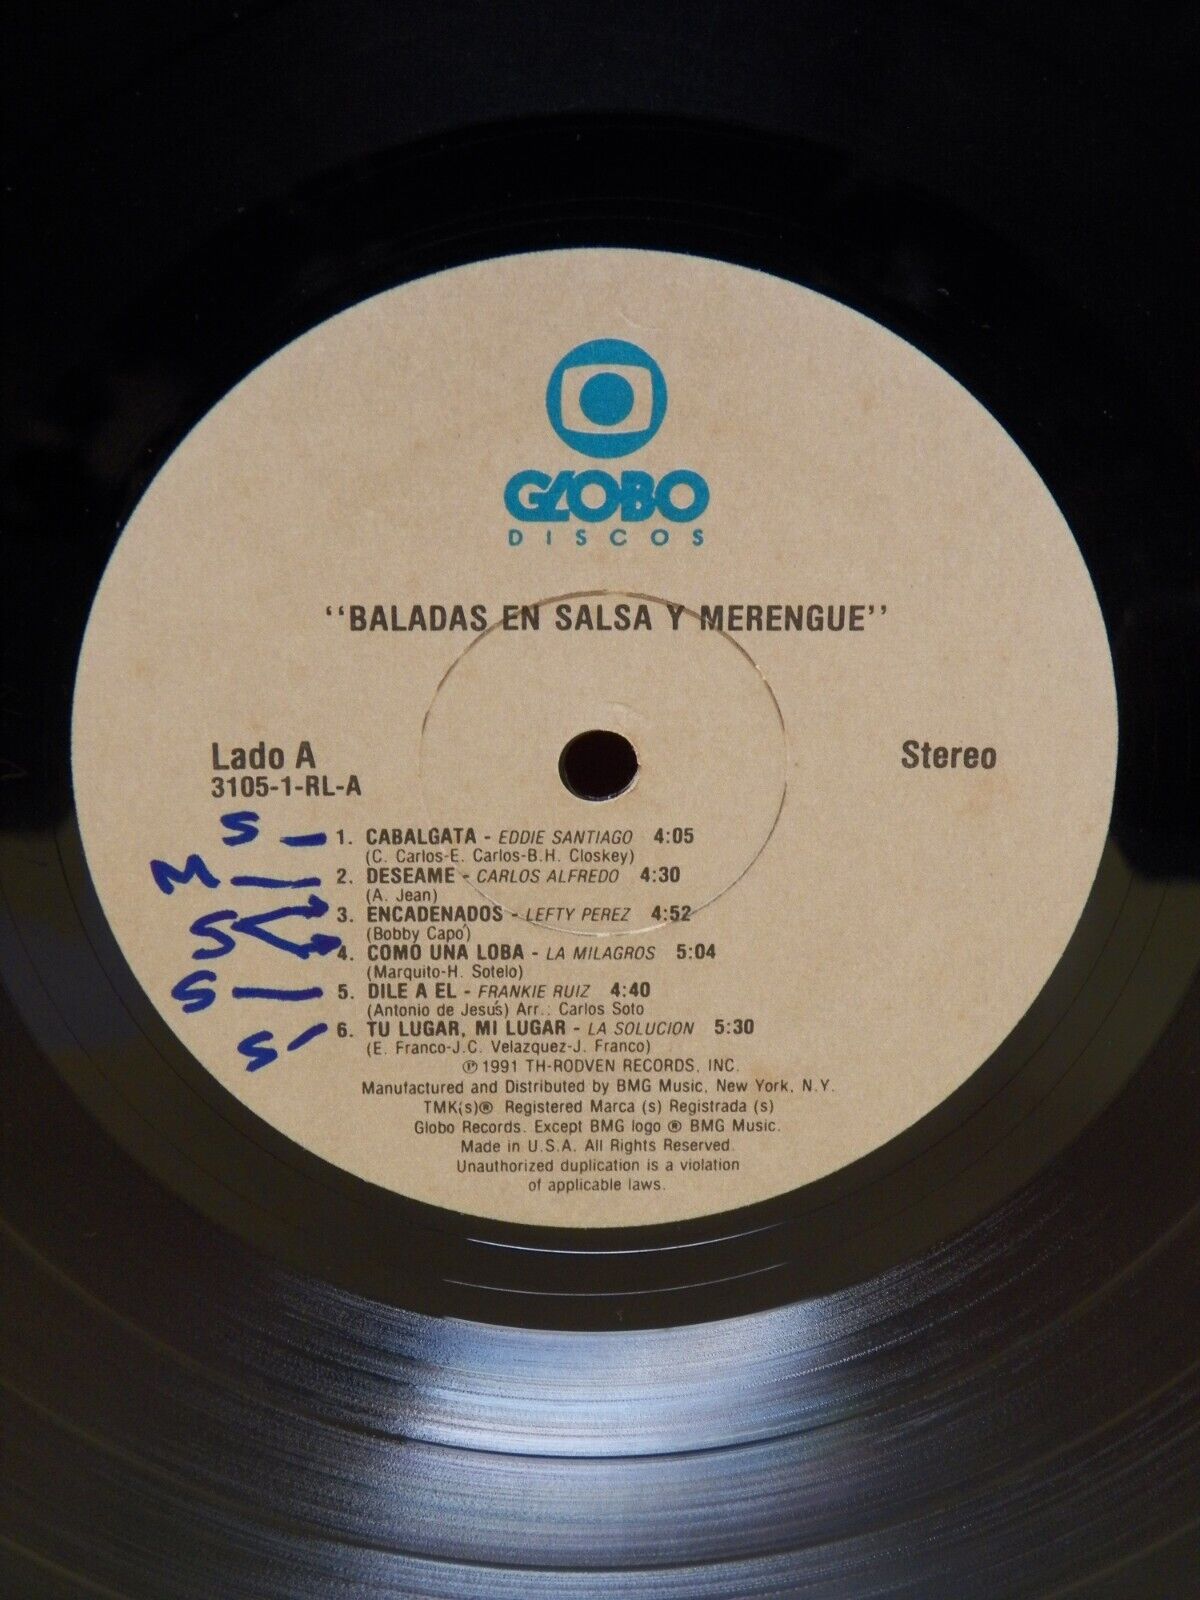 GLOBO
DISCOS
"BALADAS EN SALSA Y MERENGUE"
Lado A
3105-1-RL-A
Stereo
S - 1. CABALGATA - EDDIE SANTIAGO 4:05
(C. Carlos-E. Carlos-B.H. Closkey)
M — 2. DESEAME - CARLOS ALFREDO 4:30
(A. Jean)
S 3. ENCADENADOS - LEFTY PEREZ 4:52
(Bobby Capó)
4. COMO UNA LOBA - LA MILAGROS 5:04
(Marquito-H. Sotelo)
S — 5. DILE A EL - FRANKIE RUIZ 4:40
(Antonio de Jesús) Arr.: Carlos Soto
S - 6. TU LUGAR, MI LUGAR - LA SOLUCION 5:30
(E. Franco-J.C. Velazquez-J. Franco)
℗ 1991 TH-RODVEN RECORDS, INC.
Manufactured and Distributed by BMG Music, New York, N.Y.
TMK(s)® Registered Marca (s) Registrada (s)
Globo Records. Except BMG logo ® BMG Music.
Made in U.S.A. All Rights Reserved.
Unauthorized duplication is a violation
of applicable laws.